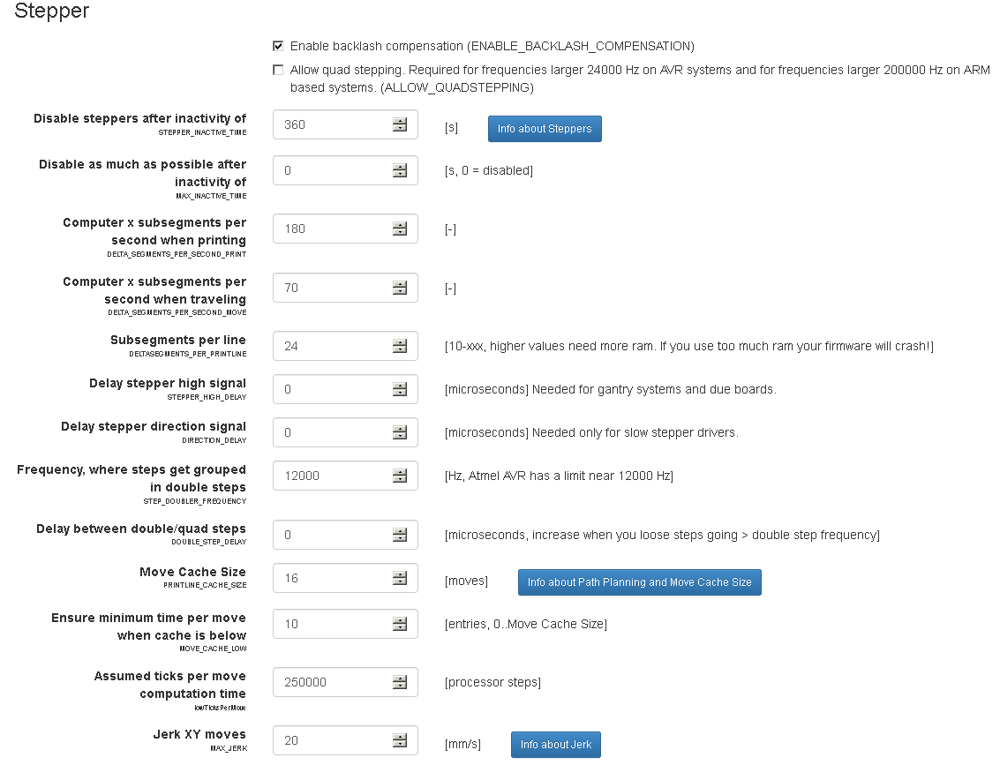 Stepper
Enable backlash compensation (ENABLE_BACKLASH_COMPENSATION)
Allow quad stepping. Required for frequencies larger 24000 Hz on AVR systems and for frequencies larger 200000 Hz on ARM
based systems. (ALLOW_QUADSTEPPING)
Disable steppers after inactivity of
STEPPER_INACTIVE_TIME
360
[s]
Info about Steppers
Disable as much as possible after
inactivity of
MAX_INACTIVE_TIME
0
[s, 0 = disabled]
Computer x subsegments per
second when printing
DELTA_SEGMENTS_PER_SECOND_PRINT
180
[-]
Computer x subsegments per
second when traveling
DELTA_SEGMENTS_PER_SECOND_MOVE
70
[-]
Subsegments per line
DELTASEGMENTS_PER_PRINTLINE
24
[10-xxx, higher values need more ram. If you use too much ram your firmware will crash!]
Delay stepper high signal
STEPPER_HIGH_DELAY
0
[microseconds] Needed for gantry systems and due boards.
Delay stepper direction signal
DIRECTION_DELAY
0
[microseconds] Needed only for slow stepper drivers.
Frequency, where steps get grouped
in double steps
STEP_DOUBLER_FREQUENCY
12000
[Hz, Atmel AVR has a limit near 12000 Hz]
Delay between double/quad steps
DOUBLE_STEP_DELAY
0
[microseconds, increase when you loose steps going > double step frequency]
Move Cache Size
PRINTLINE_CACHE_SIZE
16
[moves]
Info about Path Planning and Move Cache Size
Ensure minimum time per move
when cache is below
MOVE_CACHE_LOW
10
[entries, 0..Move Cache Size]
Assumed ticks per move
computation time
lowTicksPerMove
250000
[processor steps]
Jerk XY moves
MAX_JERK
20
[mm/s]
Info about Jerk